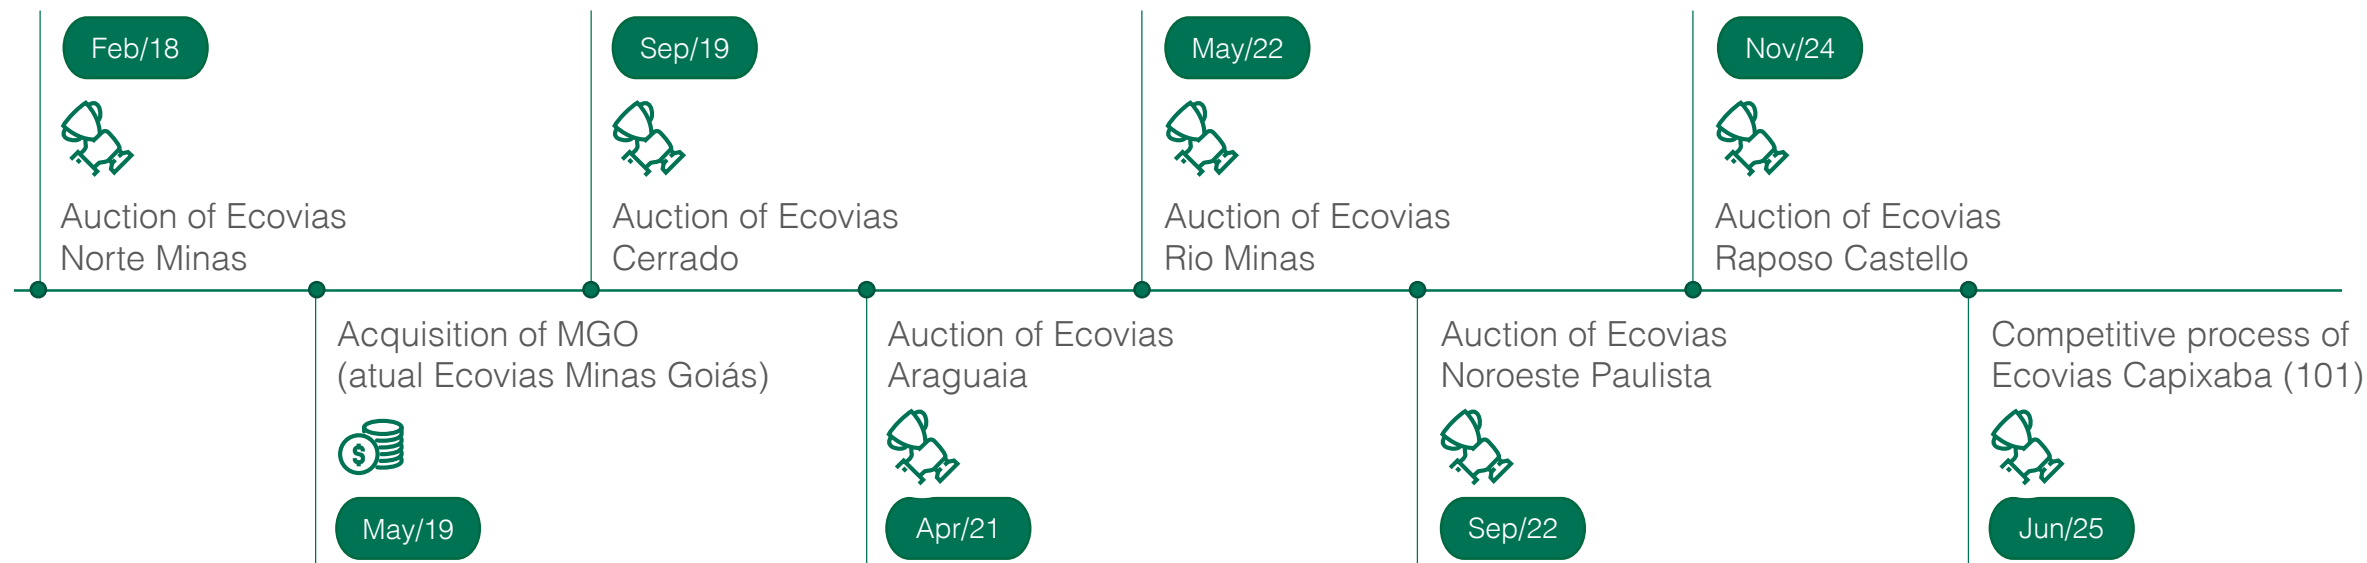 Feb/18
Auction of Ecovias
Norte Minas
Acquisition of MGO
(atual Ecovias Minas Goiás)
$
May/19
Sep/19
Auction of Ecovias
Cerrado
Auction of Ecovias
Araguaia
Apr/21
May/22
Auction of Ecovias
Rio Minas
Auction of Ecovias
Noroeste Paulista
Sep/22
Nov/24
Auction of Ecovias
Raposo Castello
Competitive process of
Ecovias Capixaba (101)
Jun/25